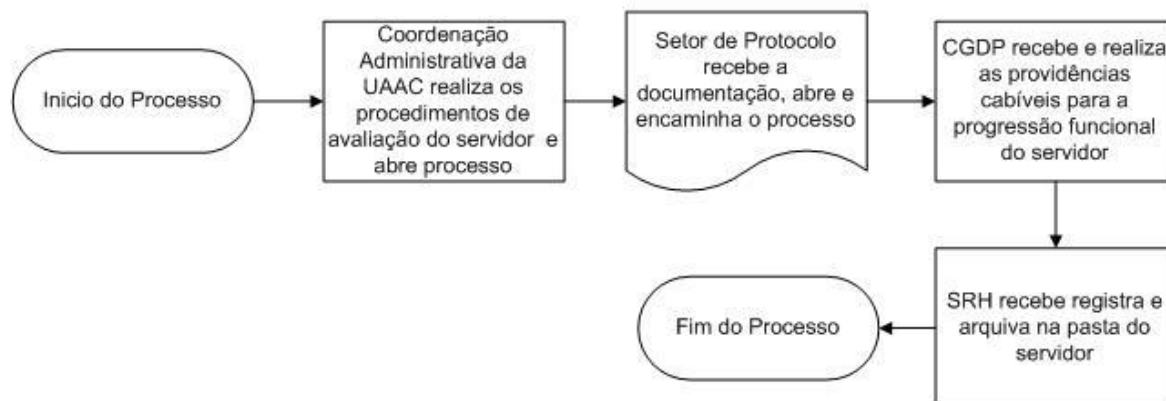 Inicio do Processo
Coordenação
Administrativa da
UAAC realiza os
procedimentos de
avaliação do servidor e
abre processo
Setor de Protocolo
recebe a
documentação, abre e
encaminha o processo
CGDP recebe e realiza
as providências
cabíveis para a
progressão funcional
do servidor
SRH recebe registra e
arquiva na pasta do
servidor
Fim do Processo